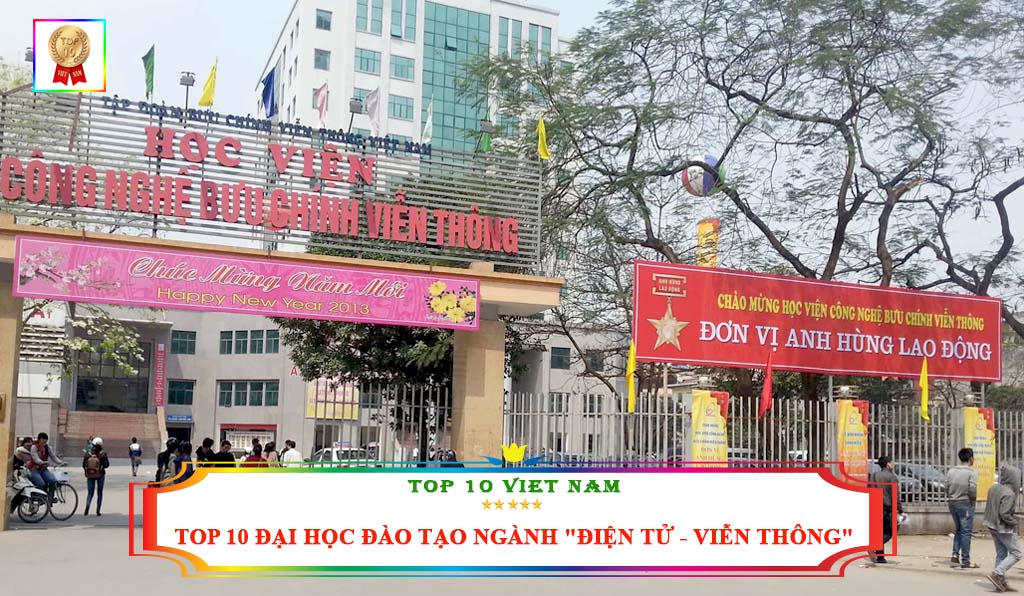 TOP
10
VIET NAM
TẬP ĐOÀN BƯU CHÍNH VIỄN THÔNG VIỆT NAM
HỌC VIỆN
CÔNG NGHỆ BƯU CHÍNH VIỄN THÔNG
Chúc Mừng Năm Mới
Happy New Year 2013
ANH HÙNG
LAO ĐỘNG
CHÀO MỪNG HỌC VIỆN CÔNG NGHỆ BƯU CHÍNH VIỄN THÔNG
ĐƠN VỊ ANH HÙNG LAO ĐỘNG
TOP 10 VIET NAM
TOP 10 ĐẠI HỌC ĐÀO TẠO NGÀNH "ĐIỆN TỬ - VIỄN THÔNG"